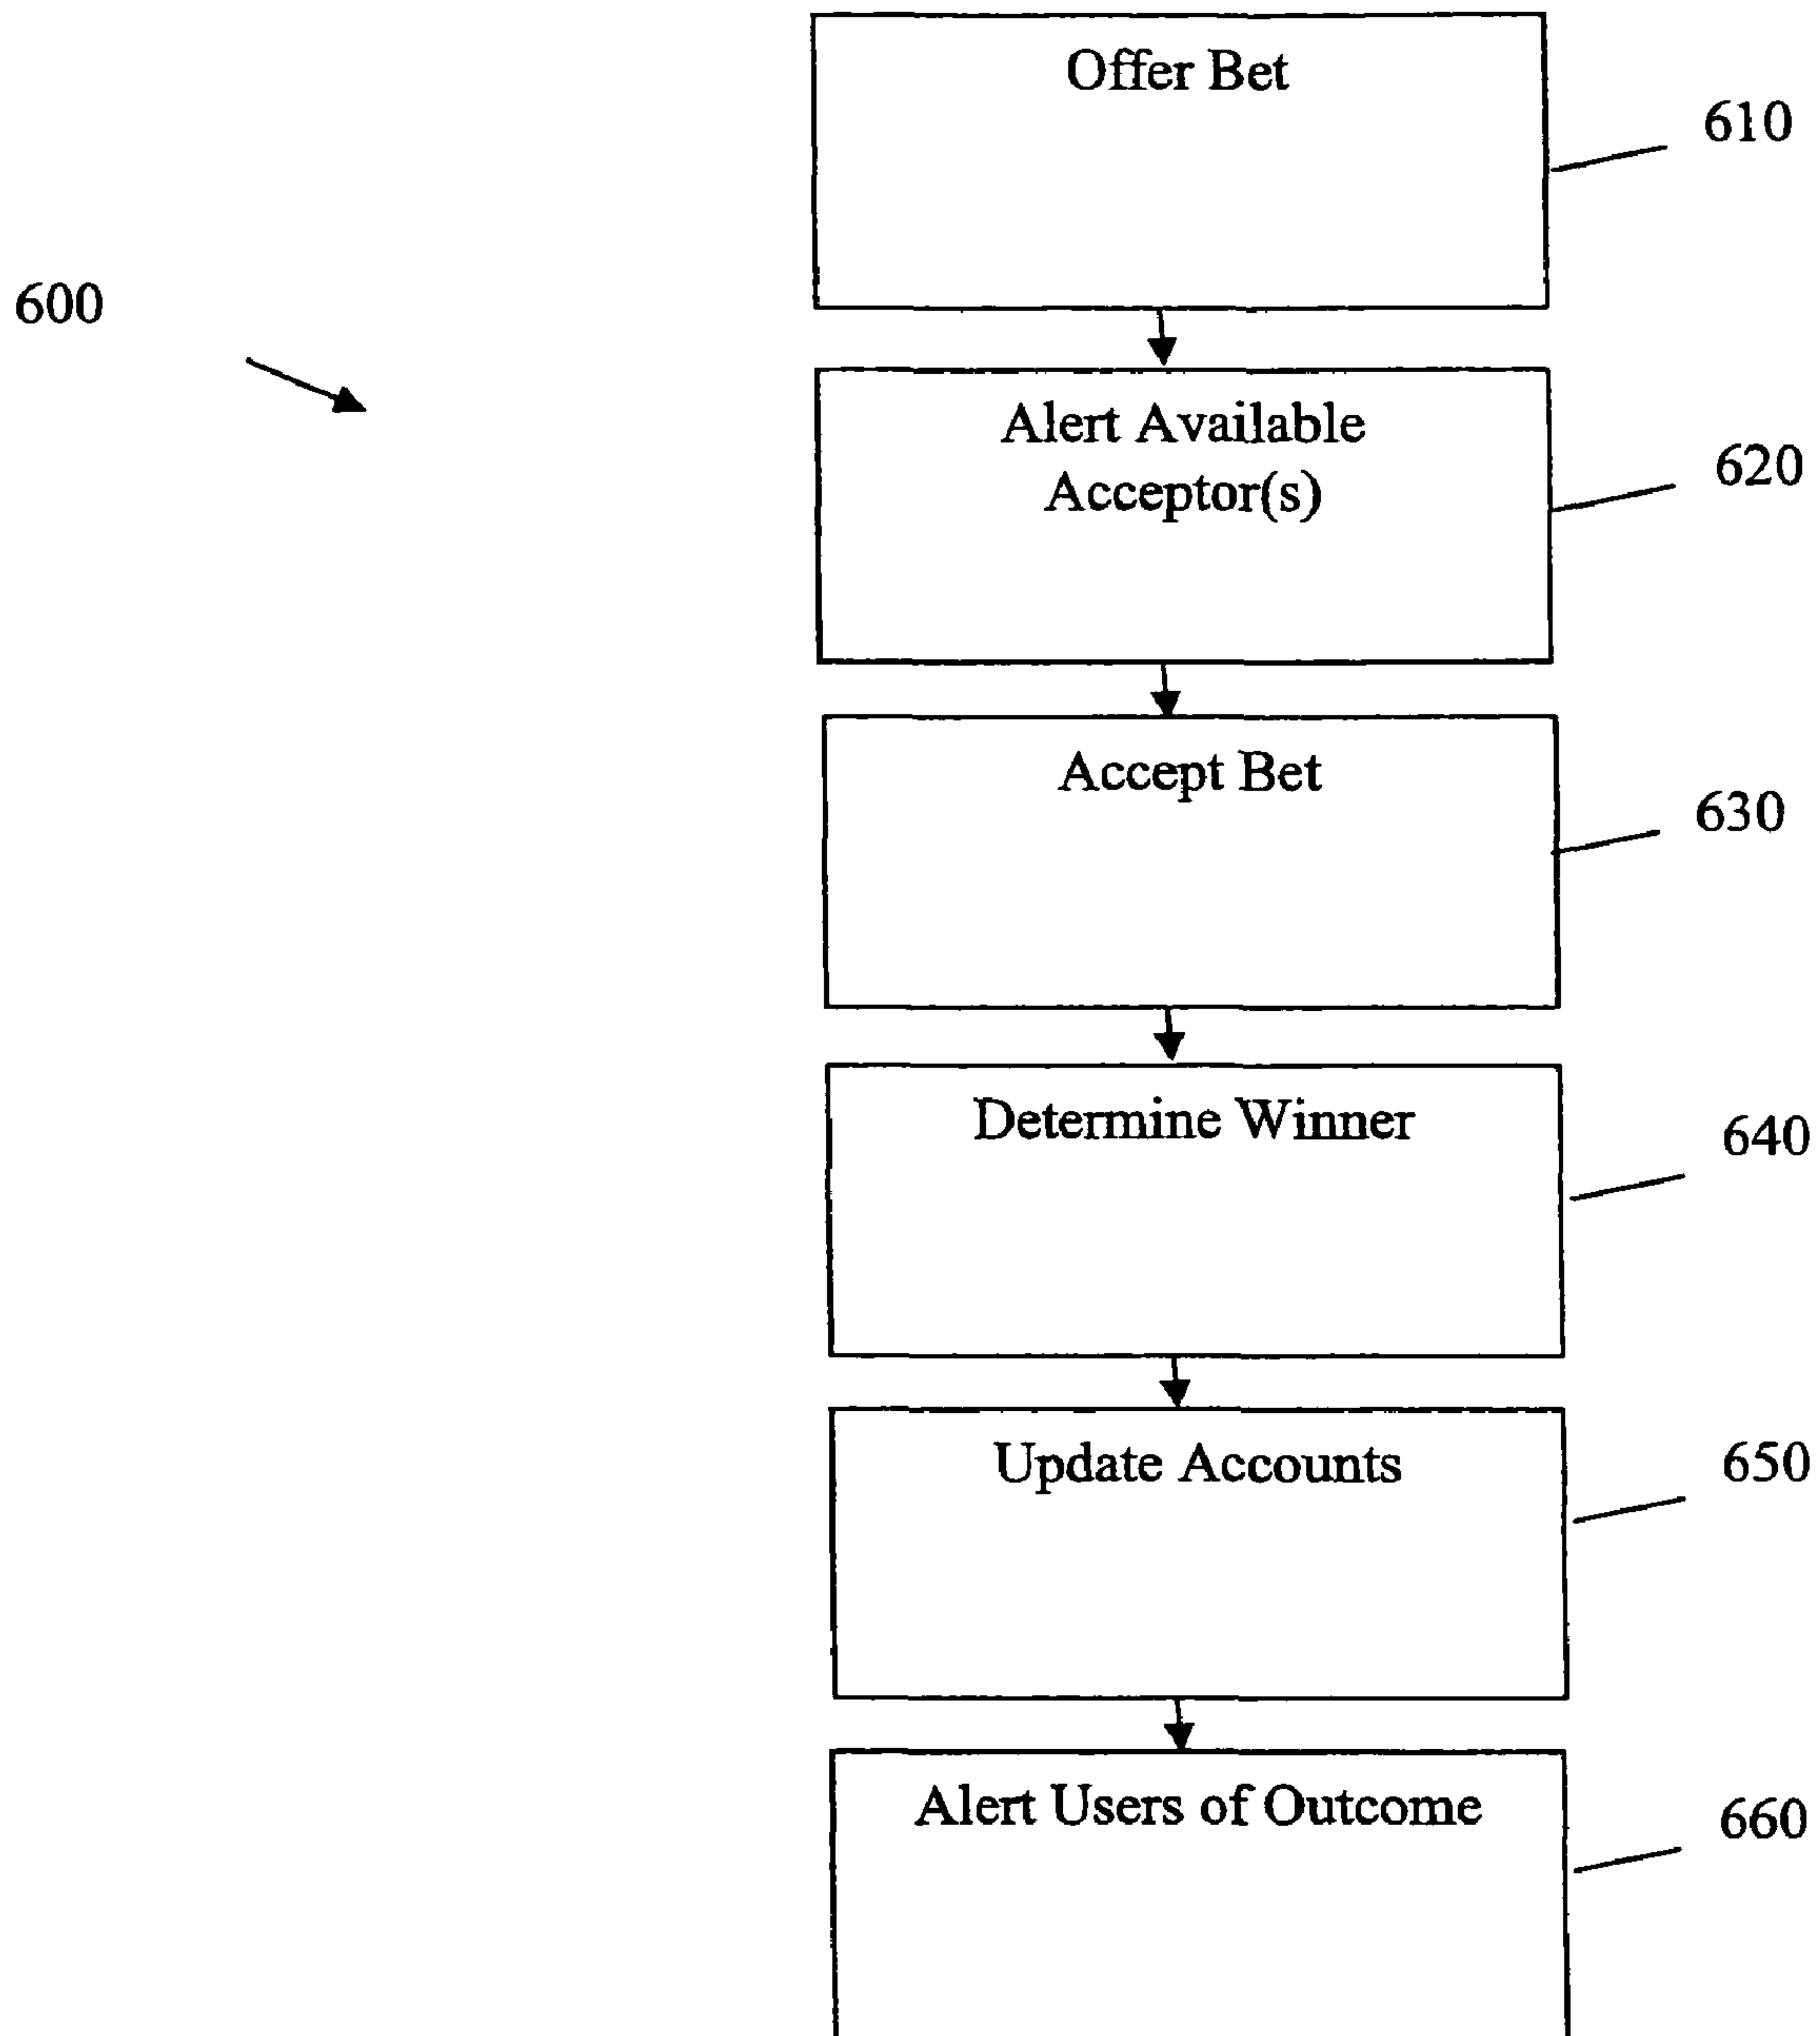 Offer Bet
610
600
Alert Available
Acceptor(s)
620
Accept Bet
630
Determine Winner
640
Update Accounts
650
Alert Users of Outcome
660